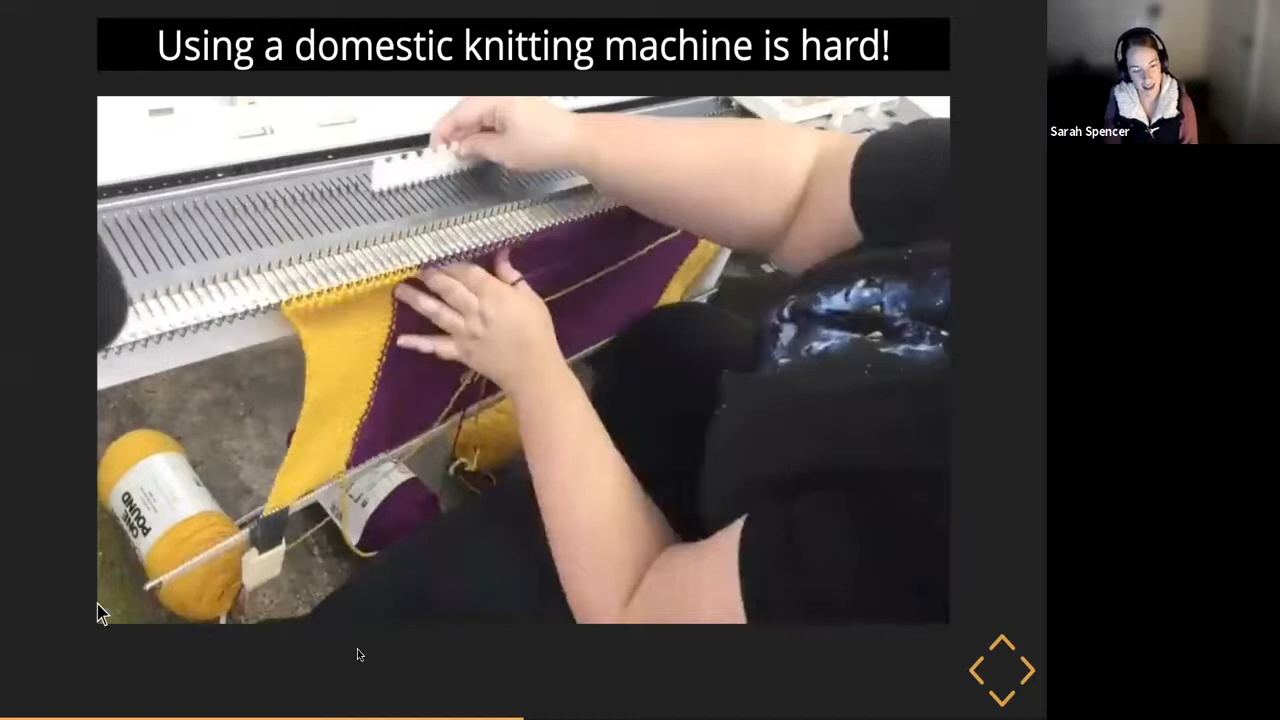 Using a domestic knitting machine is hard!
Sarah Spencer
ONE
POUND